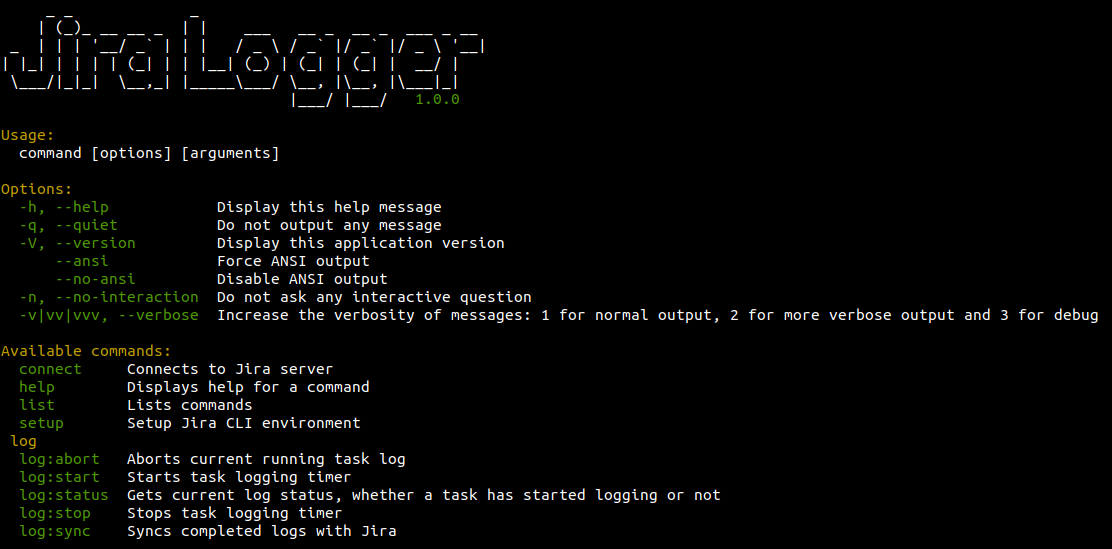 Jira Logger
1.0.0
Usage:
command [options] [arguments]
Options:
-h, --help Display this help message
-q, --quiet Do not output any message
-V, --version Display this application version
--ansi Force ANSI output
--no-ansi Disable ANSI output
-n, --no-interaction Do not ask any interactive question
-v|vv|vvv, --verbose Increase the verbosity of messages: 1 for normal output, 2 for more verbose output and 3 for debug
Available commands:
connect Connects to Jira server
help Displays help for a command
list Lists commands
setup Setup Jira CLI environment
log
log:abort Aborts current running task log
log:start Starts task logging timer
log:status Gets current log status, whether a task has started logging or not
log:stop Stops task logging timer
log:sync Syncs completed logs with Jira